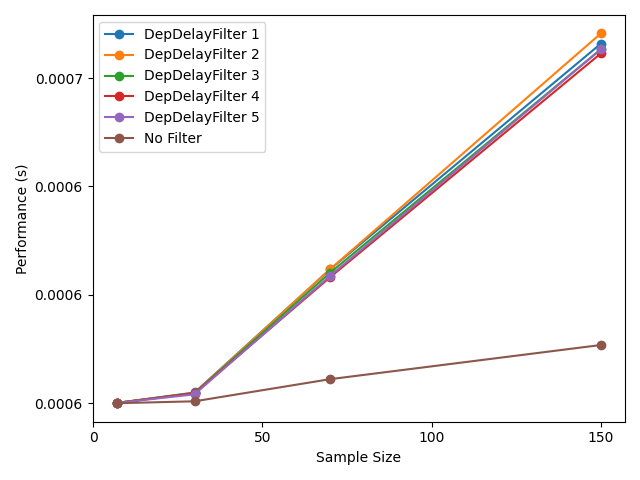 DepDelayFilter 1
DepDelayFilter 2
DepDelayFilter 3
DepDelayFilter 4
DepDelayFilter 5
No Filter
0.0007
0.0006
0.0006
0.0006
Performance (s)
0
50
100
150
Sample Size